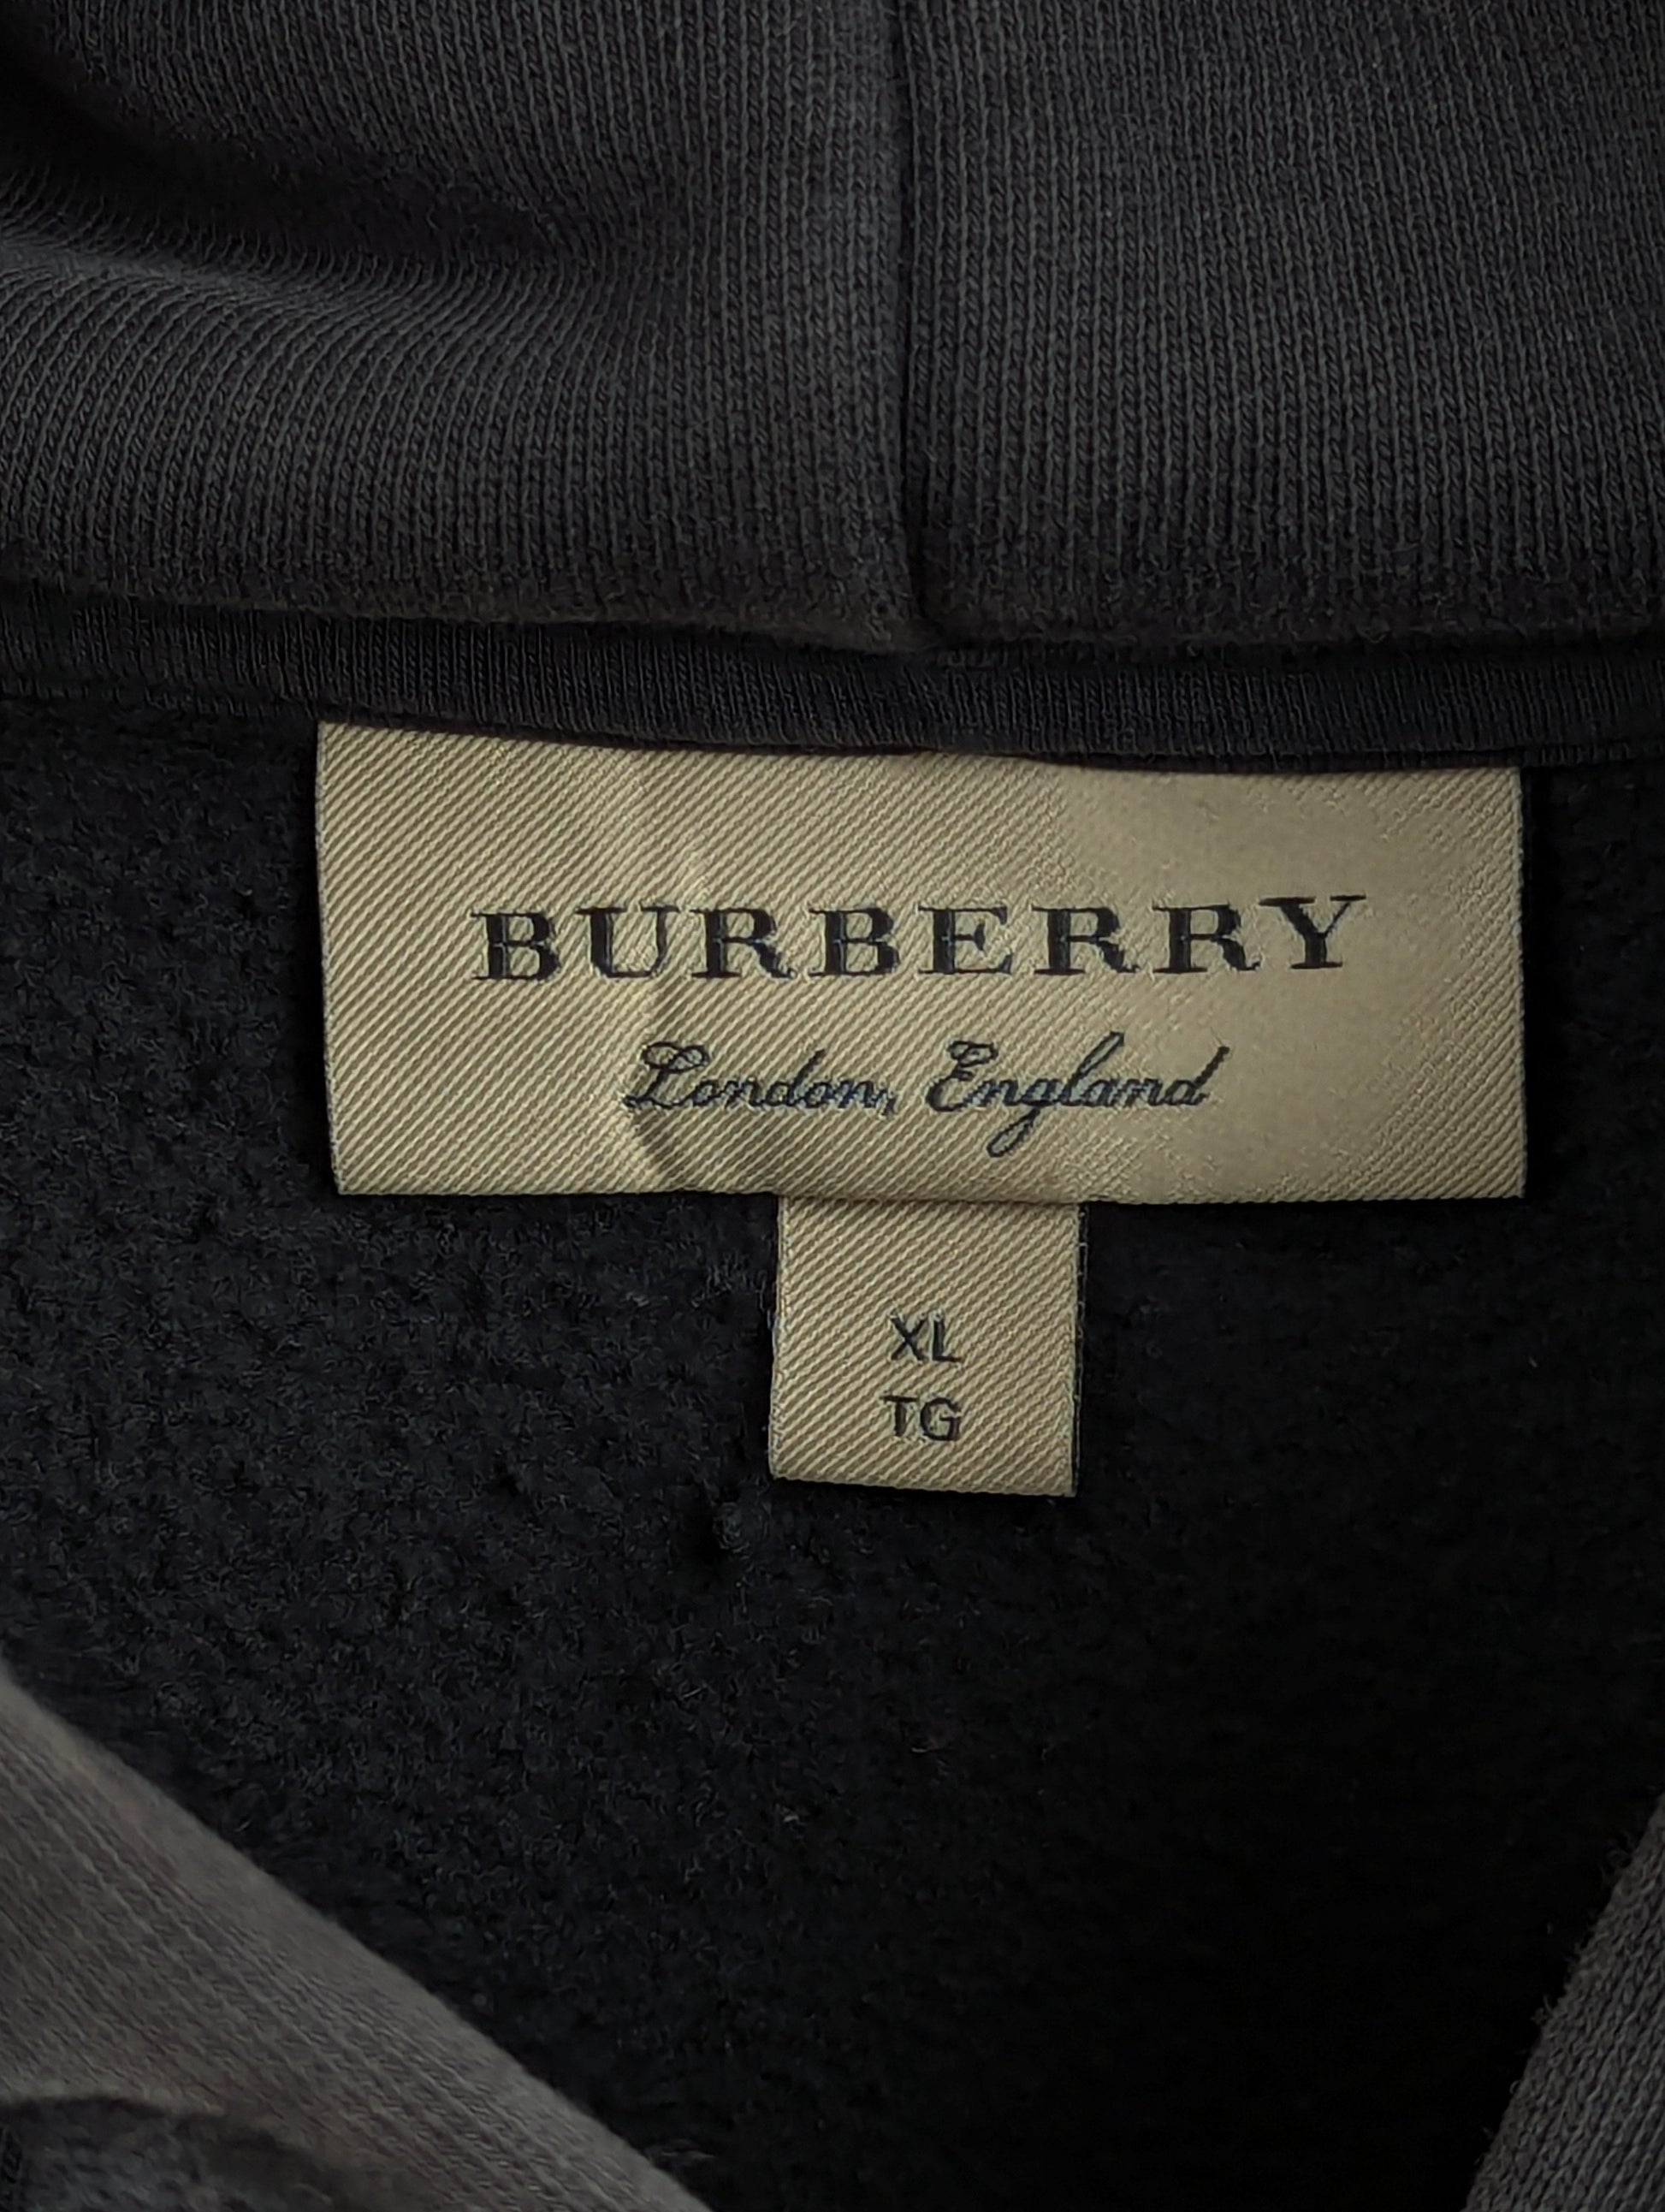 BURBERRY
London, England
XL
TG